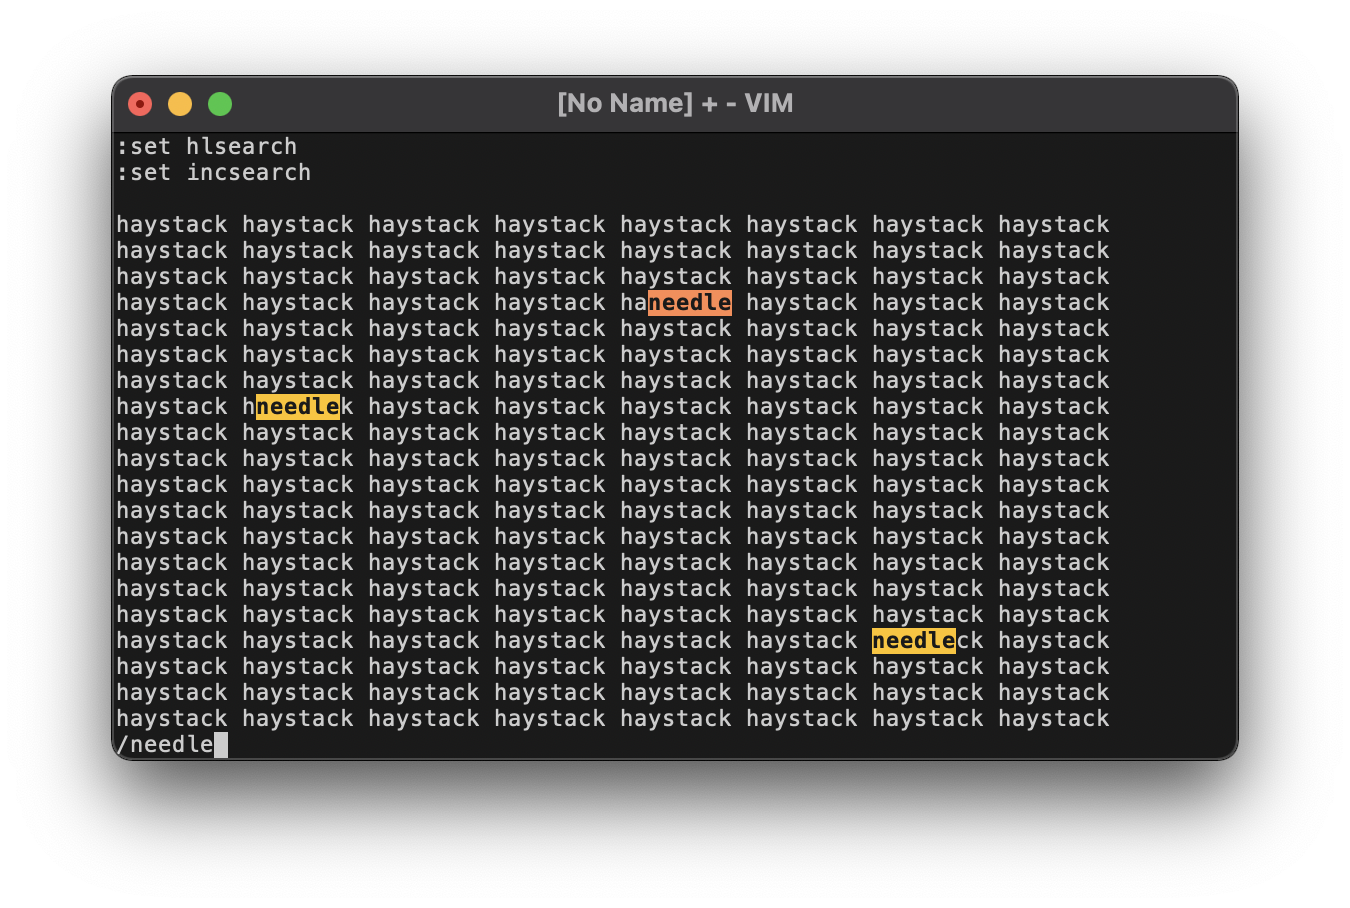 [No Name] + - VIM
:set hlsearch
:set incsearch
haystack haystack haystack haystack haystack haystack haystack haystack
haystack haystack haystack haystack haystack haystack haystack haystack
haystack haystack haystack haystack haystack haystack haystack haystack
haystack haystack haystack haystack haneedle haystack haystack haystack
haystack haystack haystack haystack haystack haystack haystack haystack
haystack haystack haystack haystack haystack haystack haystack haystack
haystack haystack haystack haystack haystack haystack haystack haystack
haystack hneedlek haystack haystack haystack haystack haystack haystack
haystack haystack haystack haystack haystack haystack haystack haystack
haystack haystack haystack haystack haystack haystack haystack haystack
haystack haystack haystack haystack haystack haystack haystack haystack
haystack haystack haystack haystack haystack haystack haystack haystack
haystack haystack haystack haystack haystack haystack haystack haystack
haystack haystack haystack haystack haystack haystack haystack haystack
haystack haystack haystack haystack haystack haystack haystack haystack
haystack haystack haystack haystack haystack haystack haystack haystack
haystack haystack haystack haystack haystack haystack needleck haystack
haystack haystack haystack haystack haystack haystack haystack haystack
haystack haystack haystack haystack haystack haystack haystack haystack
haystack haystack haystack haystack haystack haystack haystack haystack
/needle